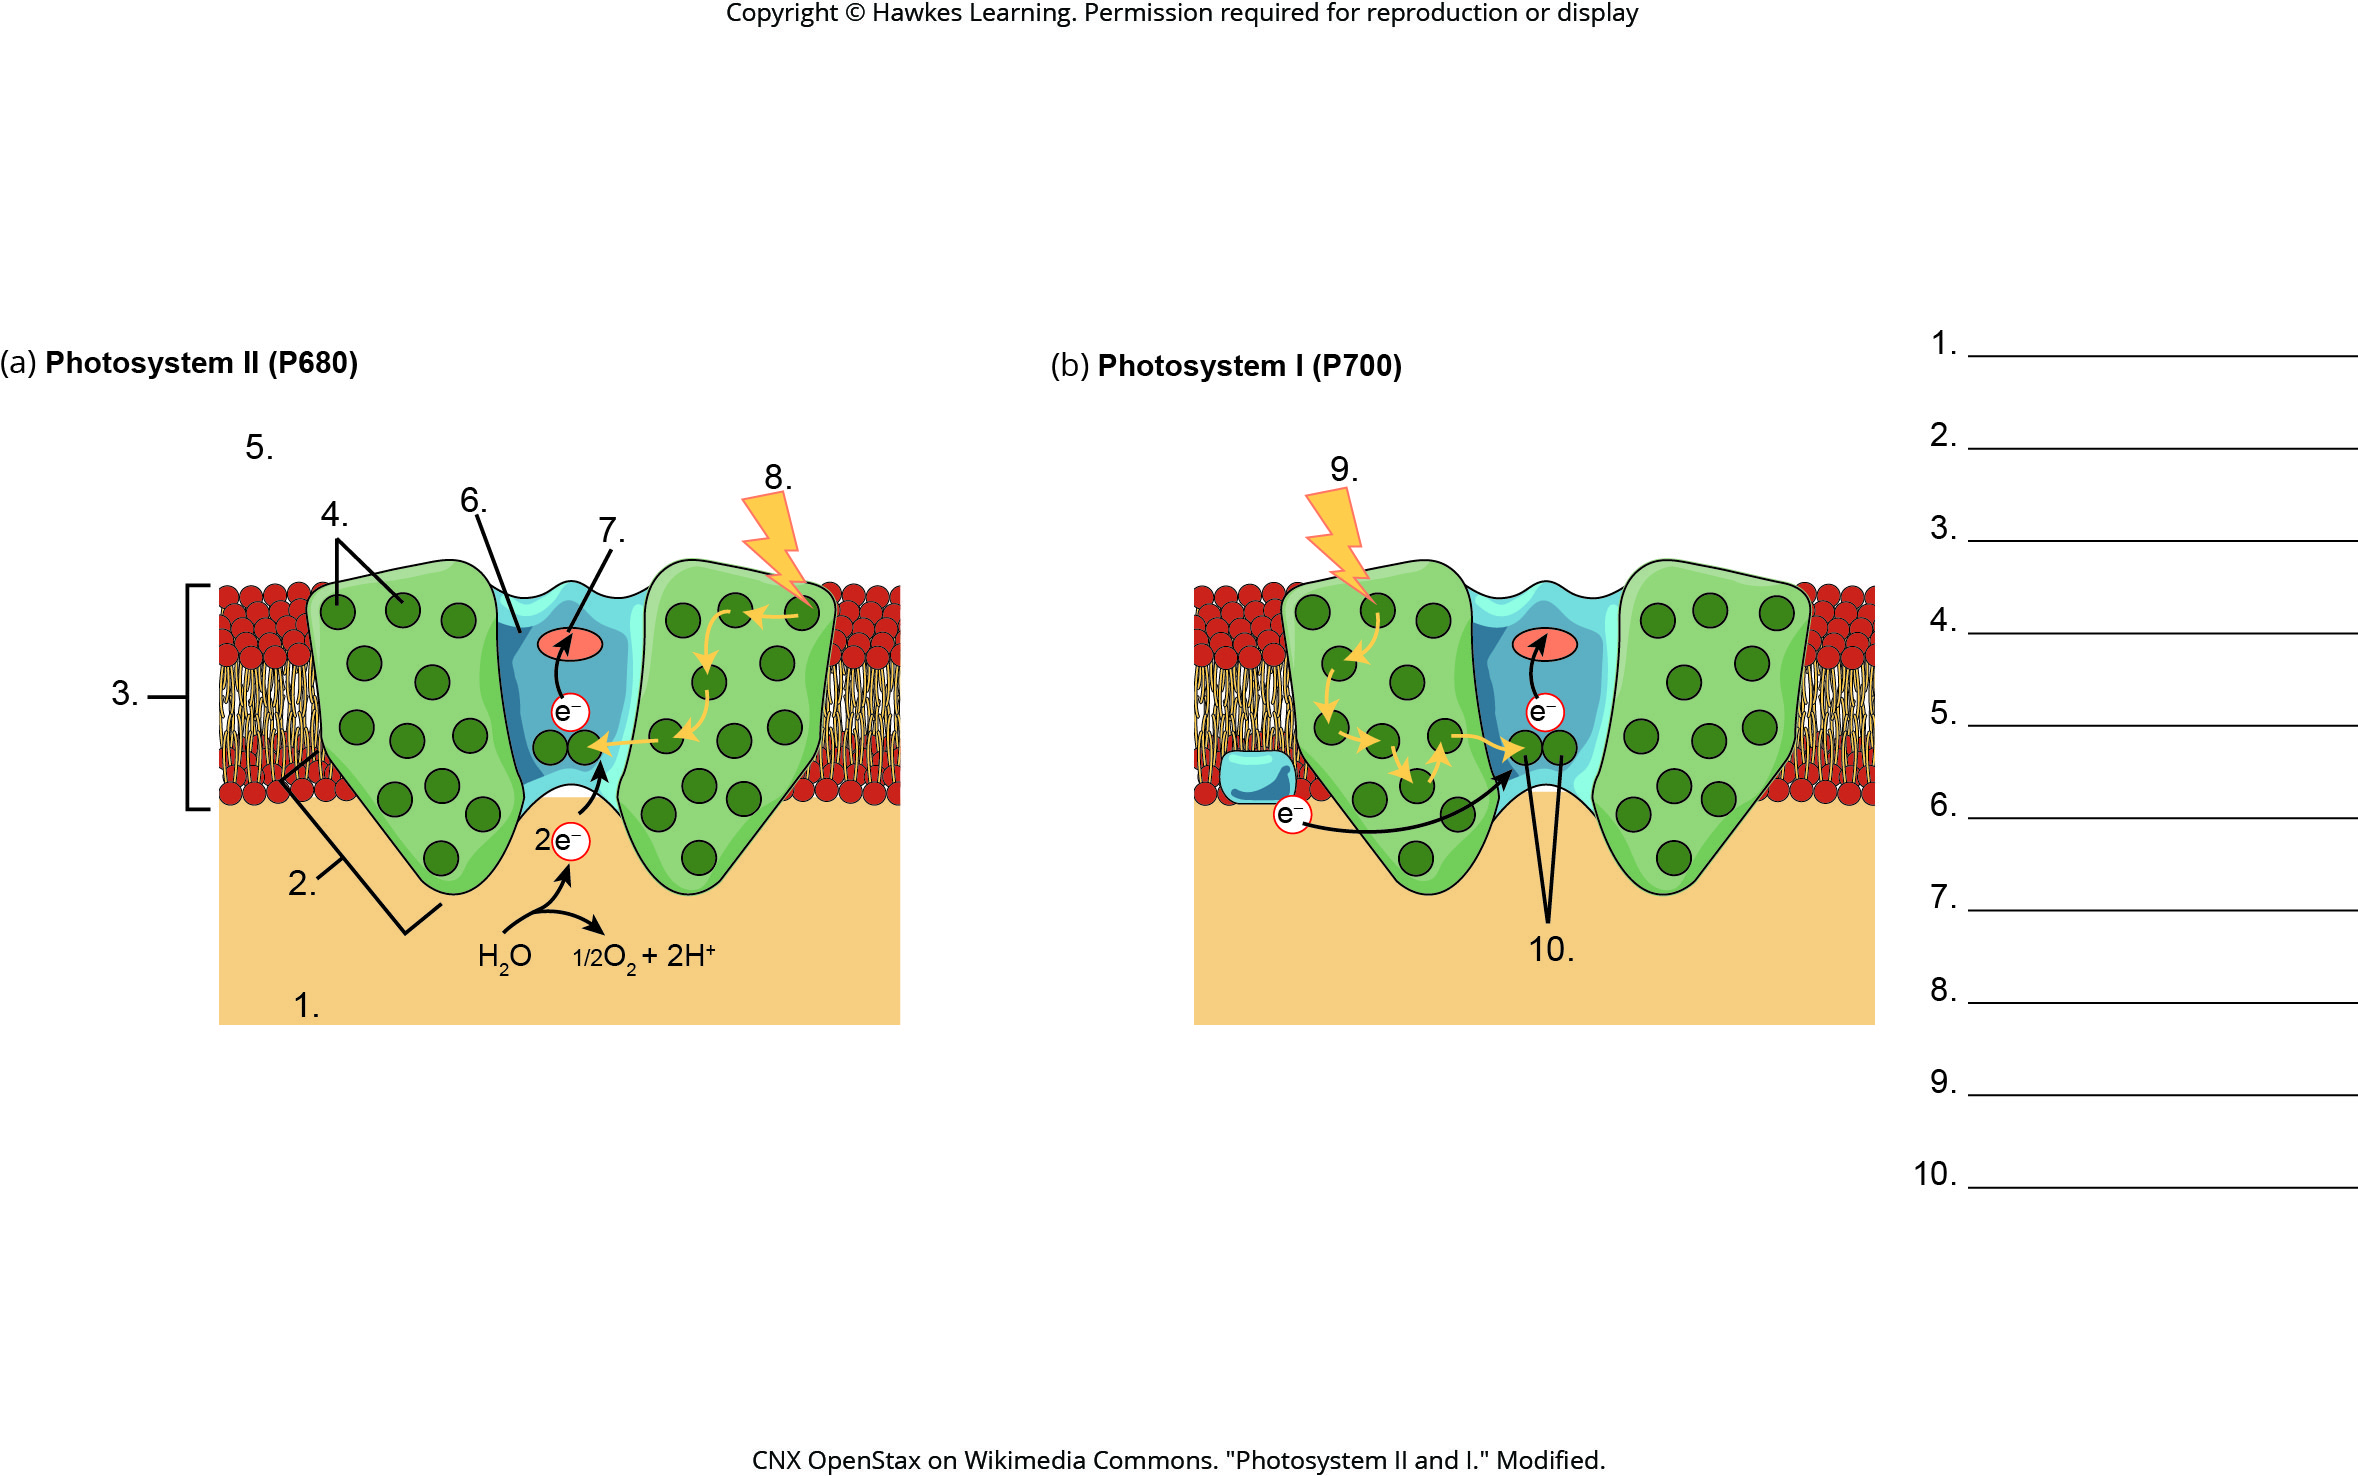 Copyright © Hawkes Learning. Permission required for reproduction or display
(a) Photosystem II (P680)
5.
4.
6.
7.
8.
3.
e⁻
2e⁻
2.
H₂O
1/2O₂ + 2H⁺
1.
(b) Photosystem I (P700)
9.
e⁻
e⁻
10.
1.
2.
3.
4.
5.
6.
7.
8.
9.
10.
CNX OpenStax on Wikimedia Commons. "Photosystem II and I." Modified.